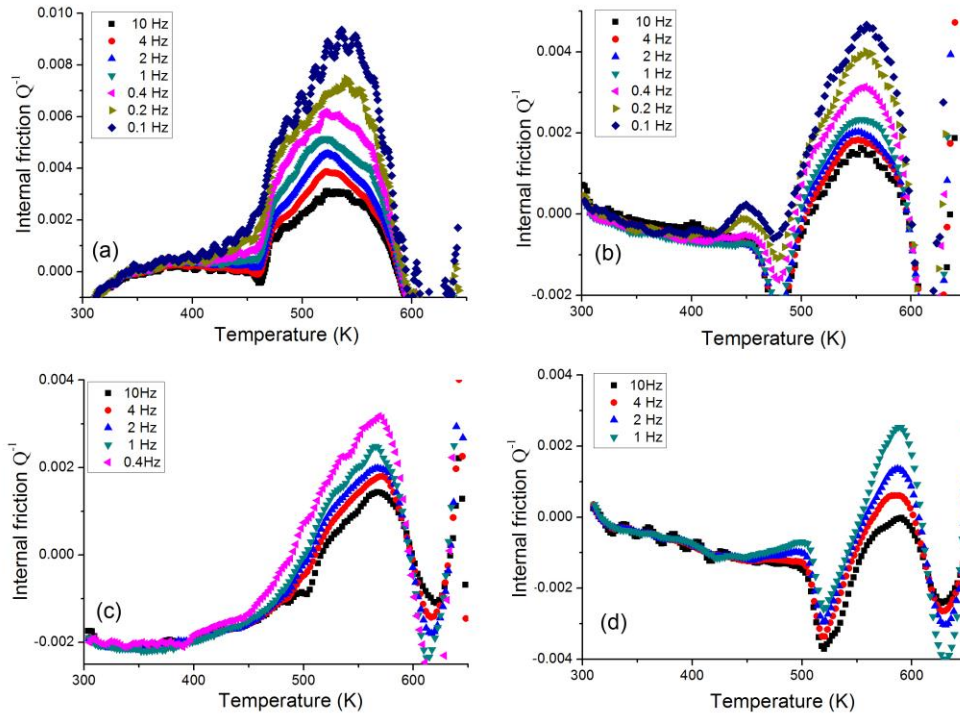 0.010
0.008
0.006
0.004
0.002
0.000
Internal friction Q⁻¹
10 Hz
4 Hz
2 Hz
1 Hz
0.4 Hz
0.2 Hz
0.1 Hz
(a)
300 400 500 600
Temperature (K)
0.004
0.002
0.000
-0.002
Internal friction Q⁻¹
10 Hz
4 Hz
2 Hz
1 Hz
0.4 Hz
0.2 Hz
0.1 Hz
(b)
300 400 500 600
Temperature (K)
0.004
0.002
0.000
-0.002
Internal friction Q⁻¹
10Hz
4 Hz
2 Hz
1 Hz
0.4Hz
(c)
300 400 500 600
Temperature (K)
0.004
0.002
0.000
-0.002
-0.004
Internal friction Q⁻¹
10Hz
4 Hz
2 Hz
1 Hz
(d)
300 400 500 600
Temperature (K)